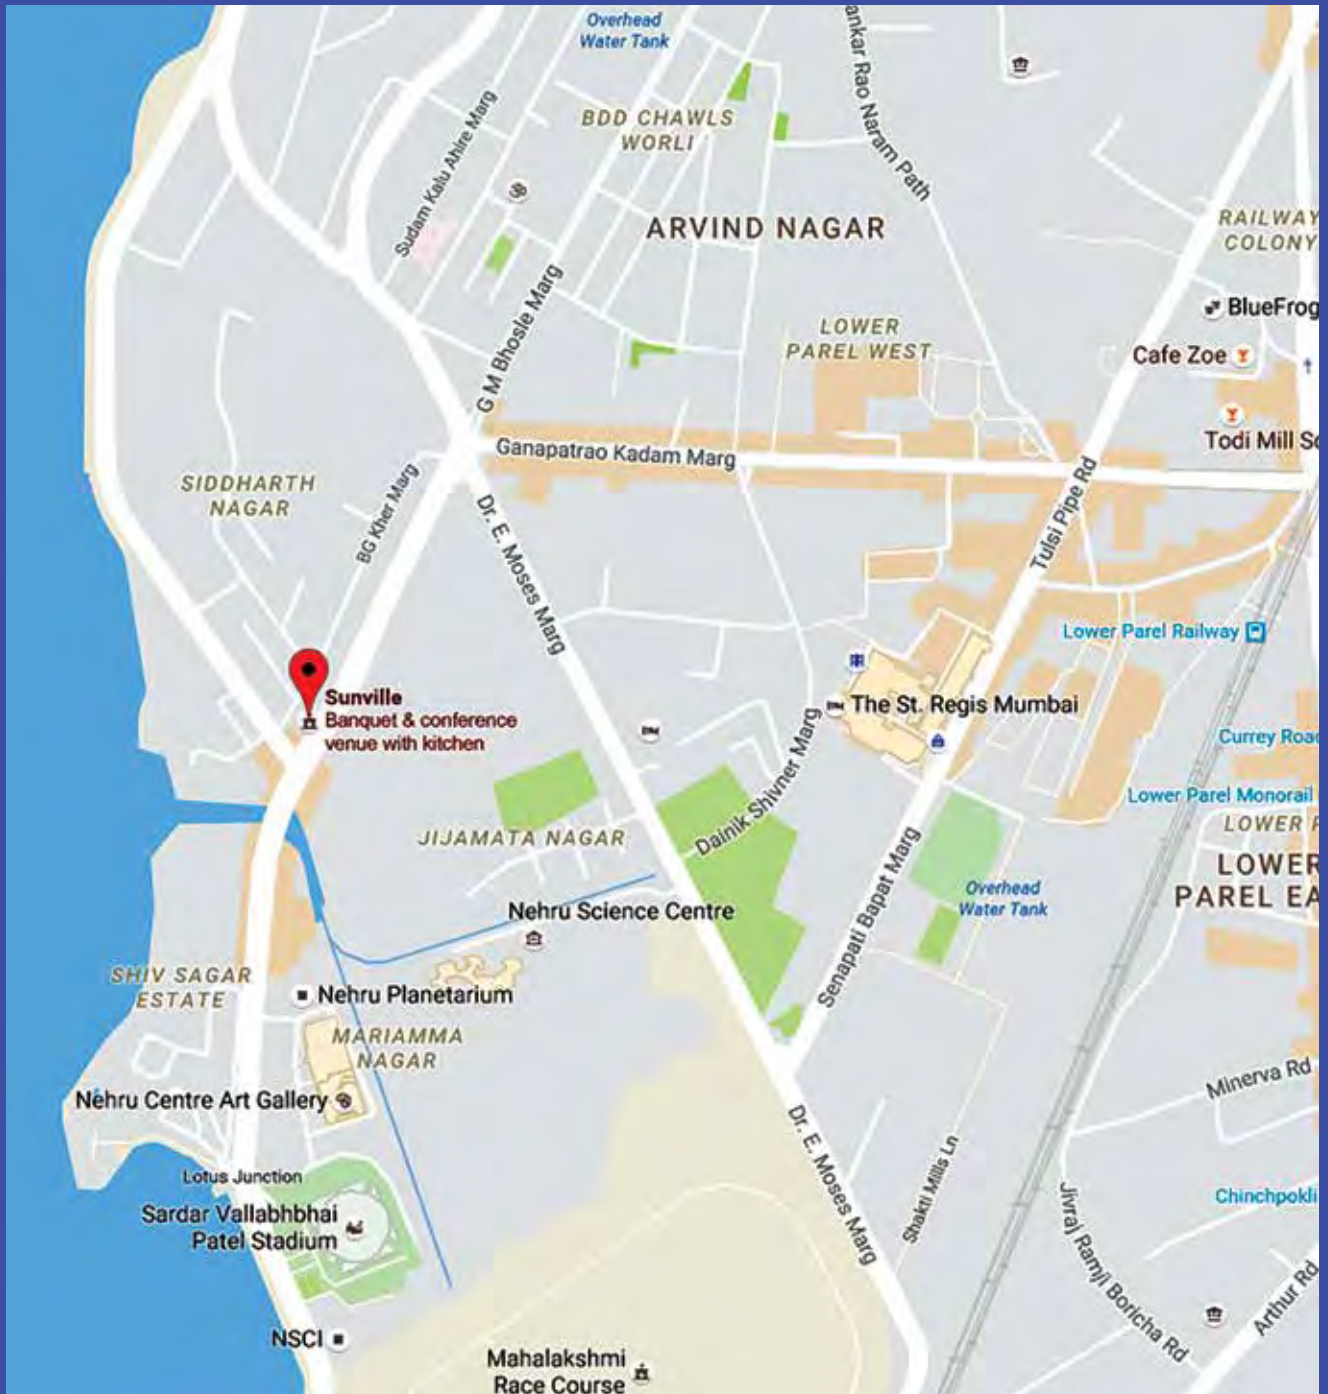 Overhead
Water Tank
ankar Rao Naram Path
Sudam Kalu Ahire Marg
BDD CHAWLS
WORLI
ARVIND NAGAR
RAILWAY
COLONY
G M Bhosle Marg
BlueFrog
LOWER
PAREL WEST
Cafe Zoe
Todi Mill So
Ganapatrao Kadam Marg
Tulsi Pipe Rd
SIDDHARTH
NAGAR
BG Kher Marg
Dr. E. Moses Marg
Lower Parel Railway
Sunville
Banquet & conference
venue with kitchen
The St. Regis Mumbai
Currey Road
Dainik Shivner Marg
Lower Parel Monorail
LOWER P
LOWER
PAREL EA
JIJAMATA NAGAR
Senapati Bapat Marg
Overhead
Water Tank
Nehru Science Centre
SHIV SAGAR
ESTATE
Nehru Planetarium
MARIAMMA
NAGAR
Minerva Rd
Nehru Centre Art Gallery
Dr. E. Moses Marg
Shakti Mills Ln
Lotus Junction
Sardar Vallabhbhai
Patel Stadium
Chinchpokli
Jivraj Ramji Boricha Rd
Arthur Rd
NSCI
Mahalakshmi
Race Course